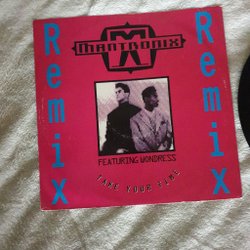 Remix
MANTRONIX
Remix
FEATURING WONDRESS
TAKE YOUR TIME